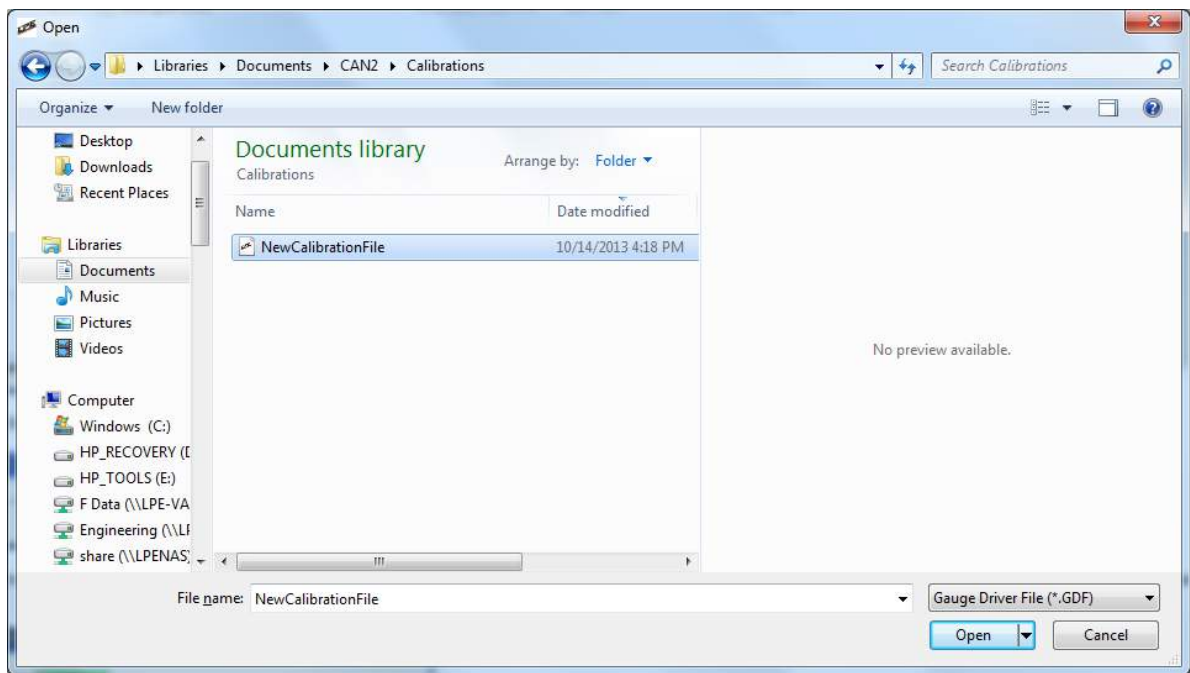 Open
Libraries Documents CAN2 Calibrations
Search Calibrations
Organize New folder
Desktop
Downloads
Recent Places
Libraries
Documents
Music
Pictures
Videos
Computer
Windows (C:)
HP_RECOVERY (D
HP_TOOLS (E:)
F Data (\\LPE-VA
Engineering (\\LF
share (\\LPENAS)
Documents library
Calibrations
Arrange by: Folder
Name Date modified
NewCalibrationFile 10/14/2013 4:18 PM
No preview available.
File name: NewCalibrationFile
Gauge Driver File (*.GDF)
Open Cancel